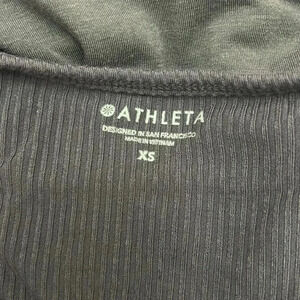 ATHLETA
DESIGNED IN SAN FRANCISCO
MADE IN VIETNAM
XS